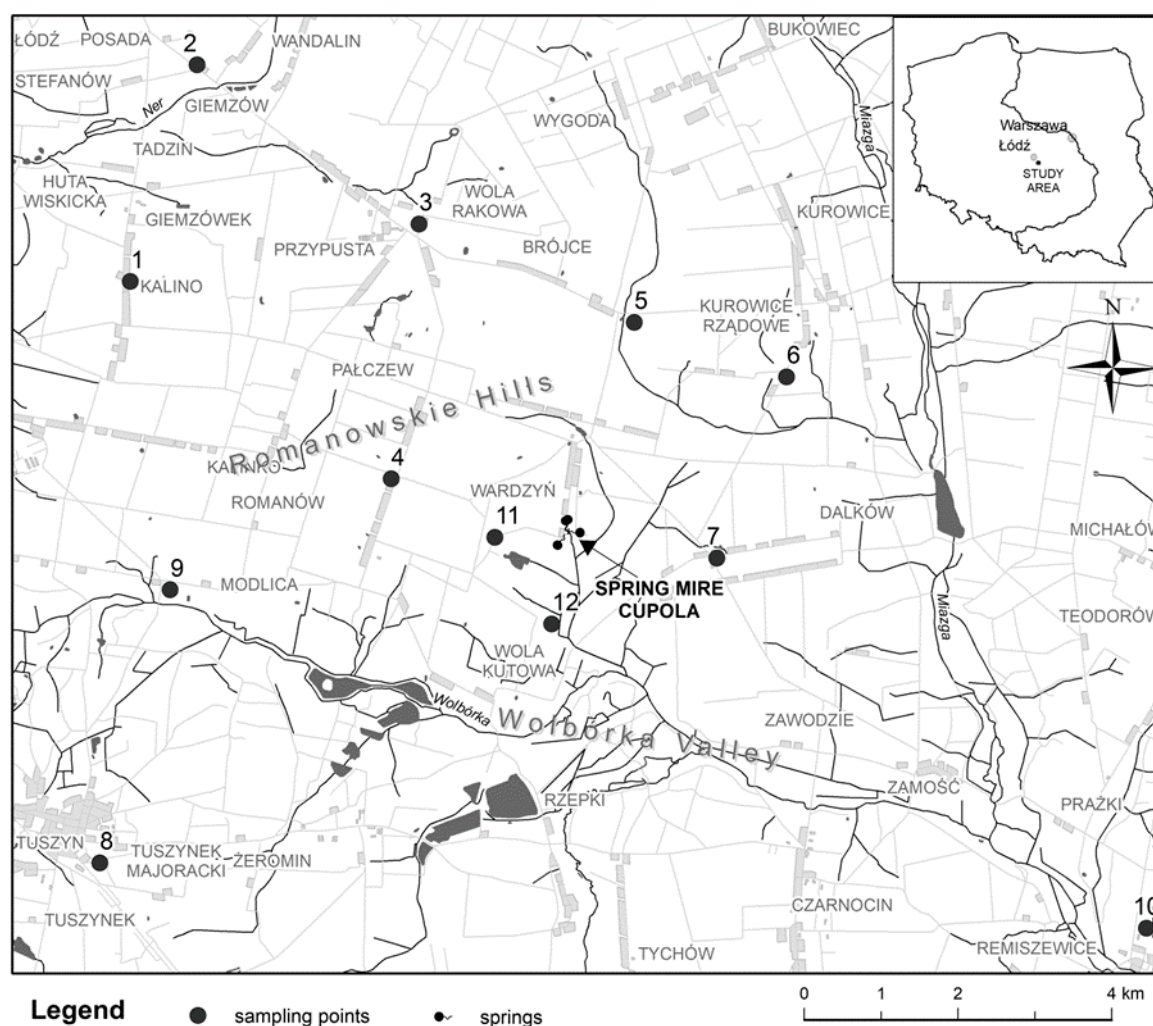 ŁÓDŹ
POSADA
2
WANDALIN
BUKOWIEC
STEFANÓW
Ner
GIEMZÓW
WYGODA
Miazga
Warszawa
Łódź
STUDY
AREA
TADZIN
HUTA
WISKICKA
GIEMZÓWEK
WOLA
RAKOWA
3
KUROWICE
PRZYPUSTA
BRÓJCE
1
KALINO
5
KUROWICE
RZĄDOWE
N
6
PAŁCZEW
Romanowskie Hills
KALINKO
4
ROMANÓW
WARDZYŃ
11
7
DALKÓW
MICHAŁÓW
9
MODLICA
SPRING MIRE
CUPOLA
12
Miazga
TEODORÓW
WOLA
KUTOWA
Wolbórka
Wolbórka Valley
ZAWODZIE
RZEPKI
ZAMOŚĆ
PRAŻKI
TUSZYN
8
TUSZYNEK
MAJORACKI
ŻEROMIN
CZARNOCIN
10
TUSZYNEK
TYCHÓW
REMISZEWICE
Legend
sampling points
springs
0 1 2 4 km